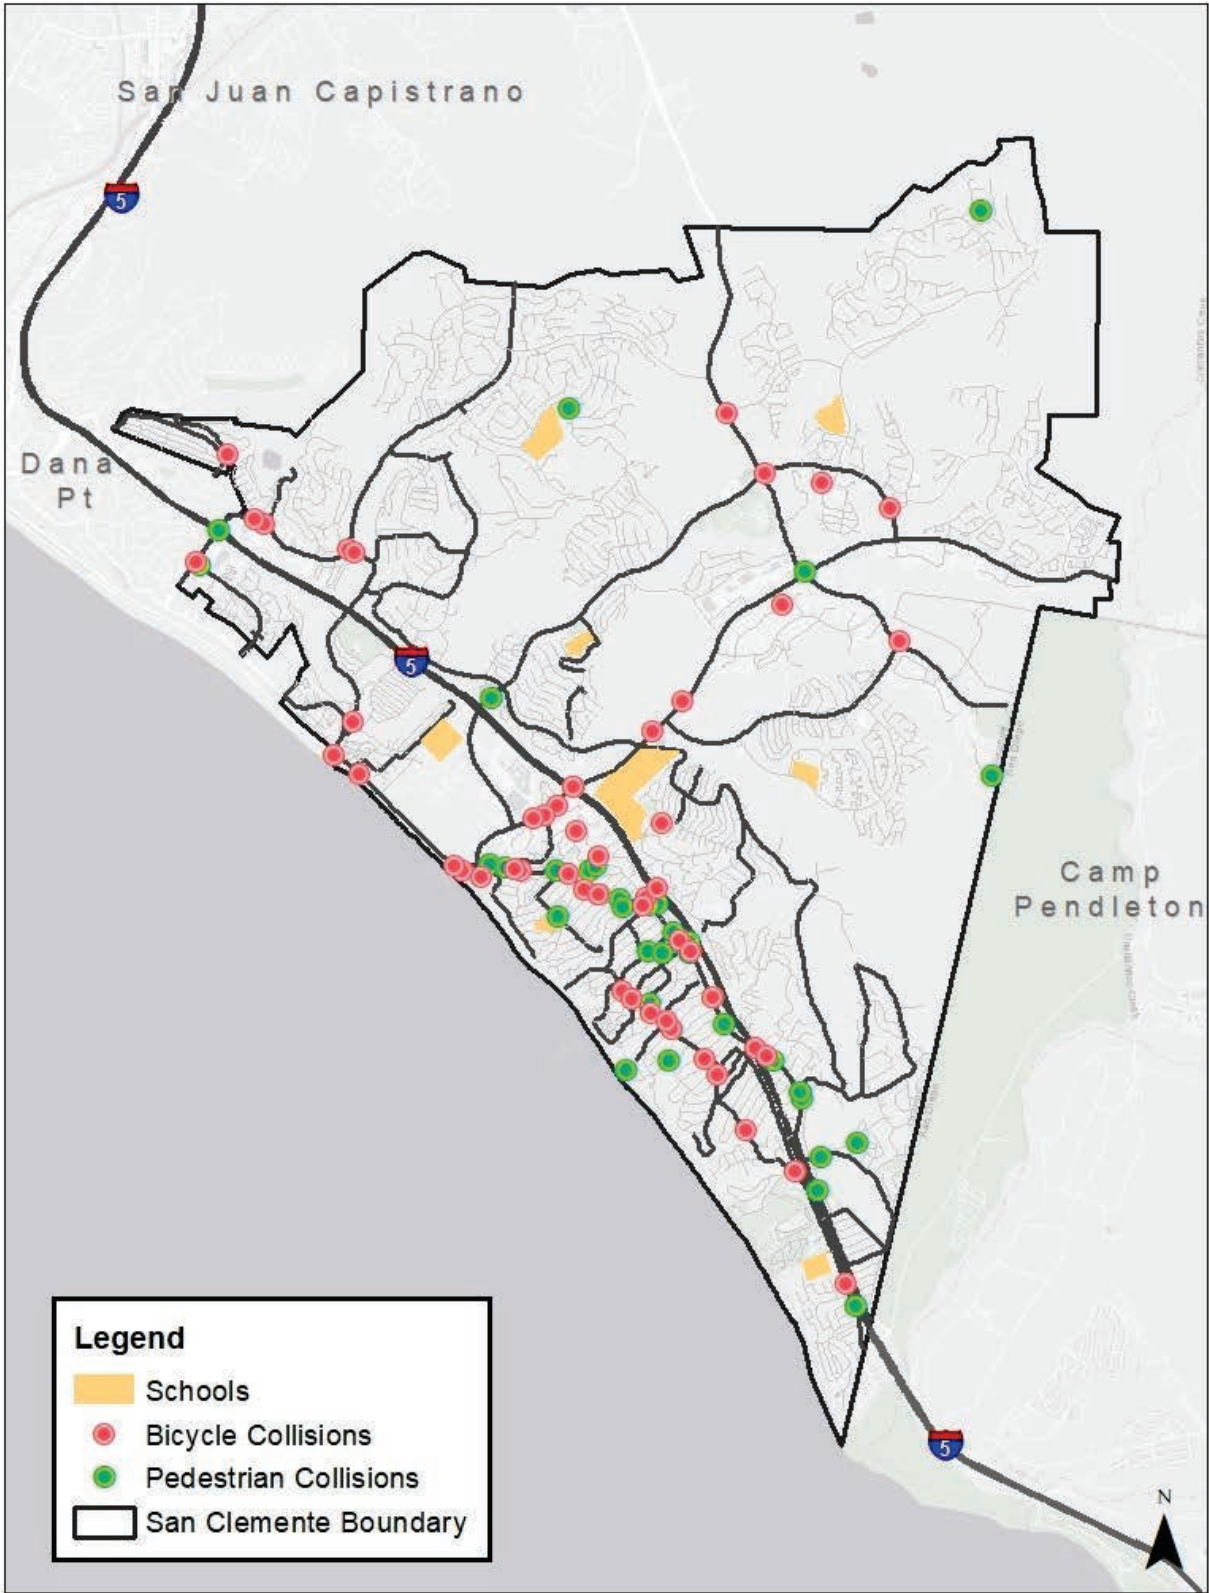 San Juan Capistrano
5
Dana
Pt
5
Camp
Pendleton
Legend
Schools
Bicycle Collisions
Pedestrian Collisions
San Clemente Boundary
5
N